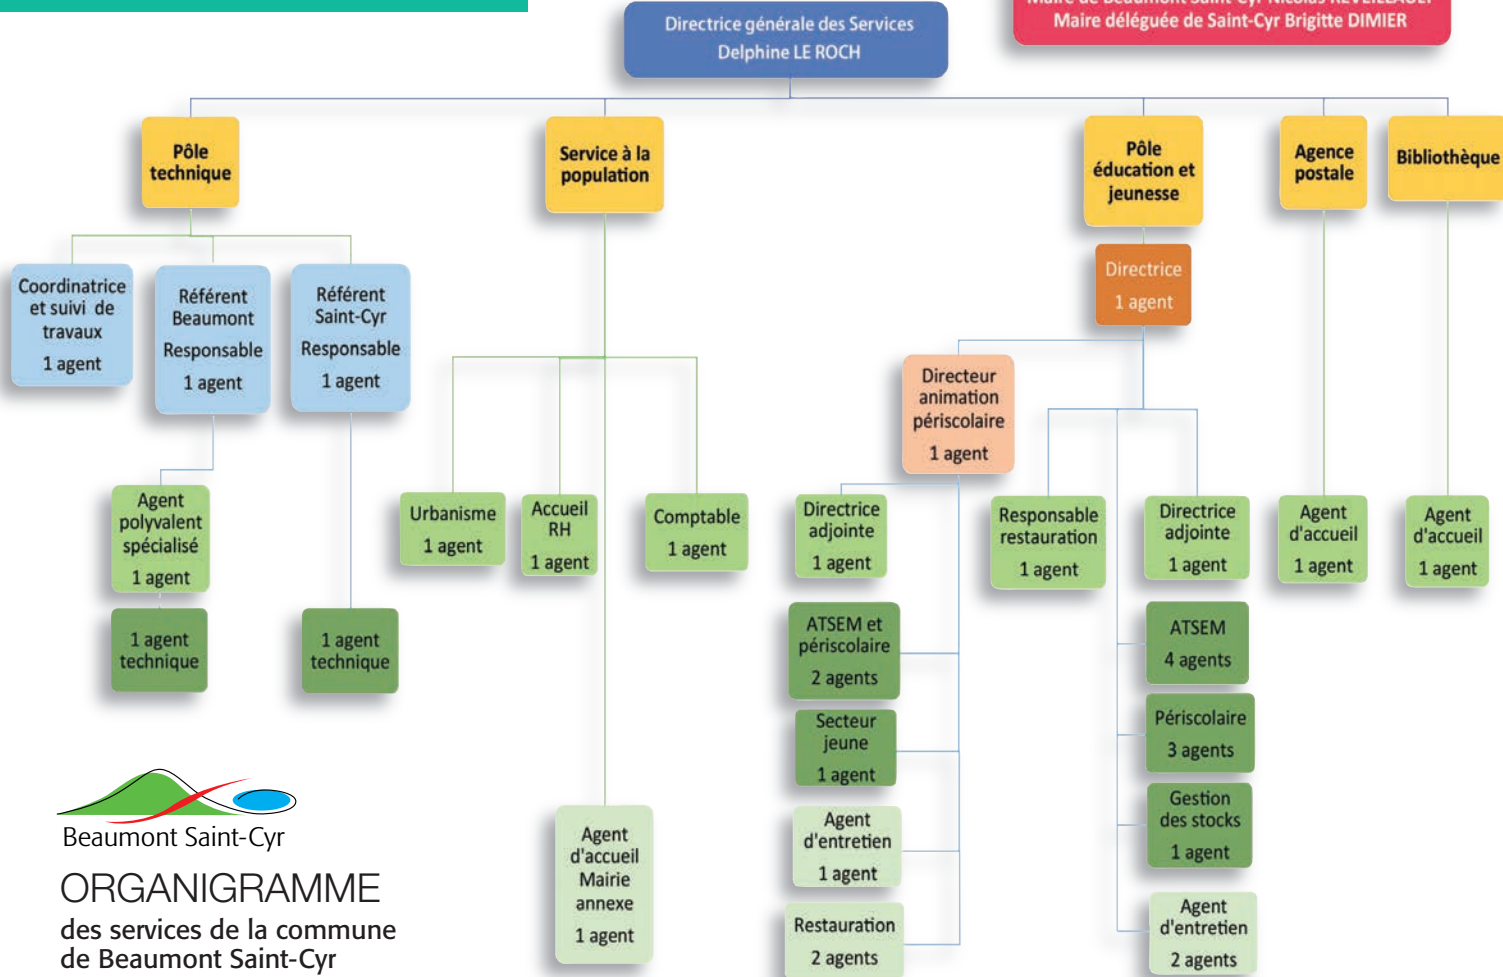 Directrice générale des Services
Delphine LE ROCH
Maire de Beaumont Saint-Cyr Nicolas REVEILLAULT
Maire déléguée de Saint-Cyr Brigitte DIMIER
Pôle
technique
Service à la
population
Pôle
éducation et
jeunesse
Agence
postale
Bibliothèque
Coordinatrice
et suivi de
travaux
1 agent
Référent
Beaumont
Responsable
1 agent
Référent
Saint-Cyr
Responsable
1 agent
Directrice
1 agent
Directeur
animation
périscolaire
1 agent
Agent
polyvalent
spécialisé
1 agent
Urbanisme
1 agent
Accueil
RH
1 agent
Comptable
1 agent
Directrice
adjointe
1 agent
Responsable
restauration
1 agent
Directrice
adjointe
1 agent
Agent
d'accueil
1 agent
Agent
d'accueil
1 agent
1 agent
technique
1 agent
technique
ATSEM et
périscolaire
2 agents
Secteur
jeune
1 agent
Agent
d'entretien
1 agent
Restauration
2 agents
ATSEM
4 agents
Périscolaire
3 agents
Gestion
des stocks
1 agent
Agent
d'entretien
2 agents
Agent
d'accueil
Mairie
annexe
1 agent
Beaumont Saint-Cyr
ORGANIGRAMME
des services de la commune
de Beaumont Saint-Cyr